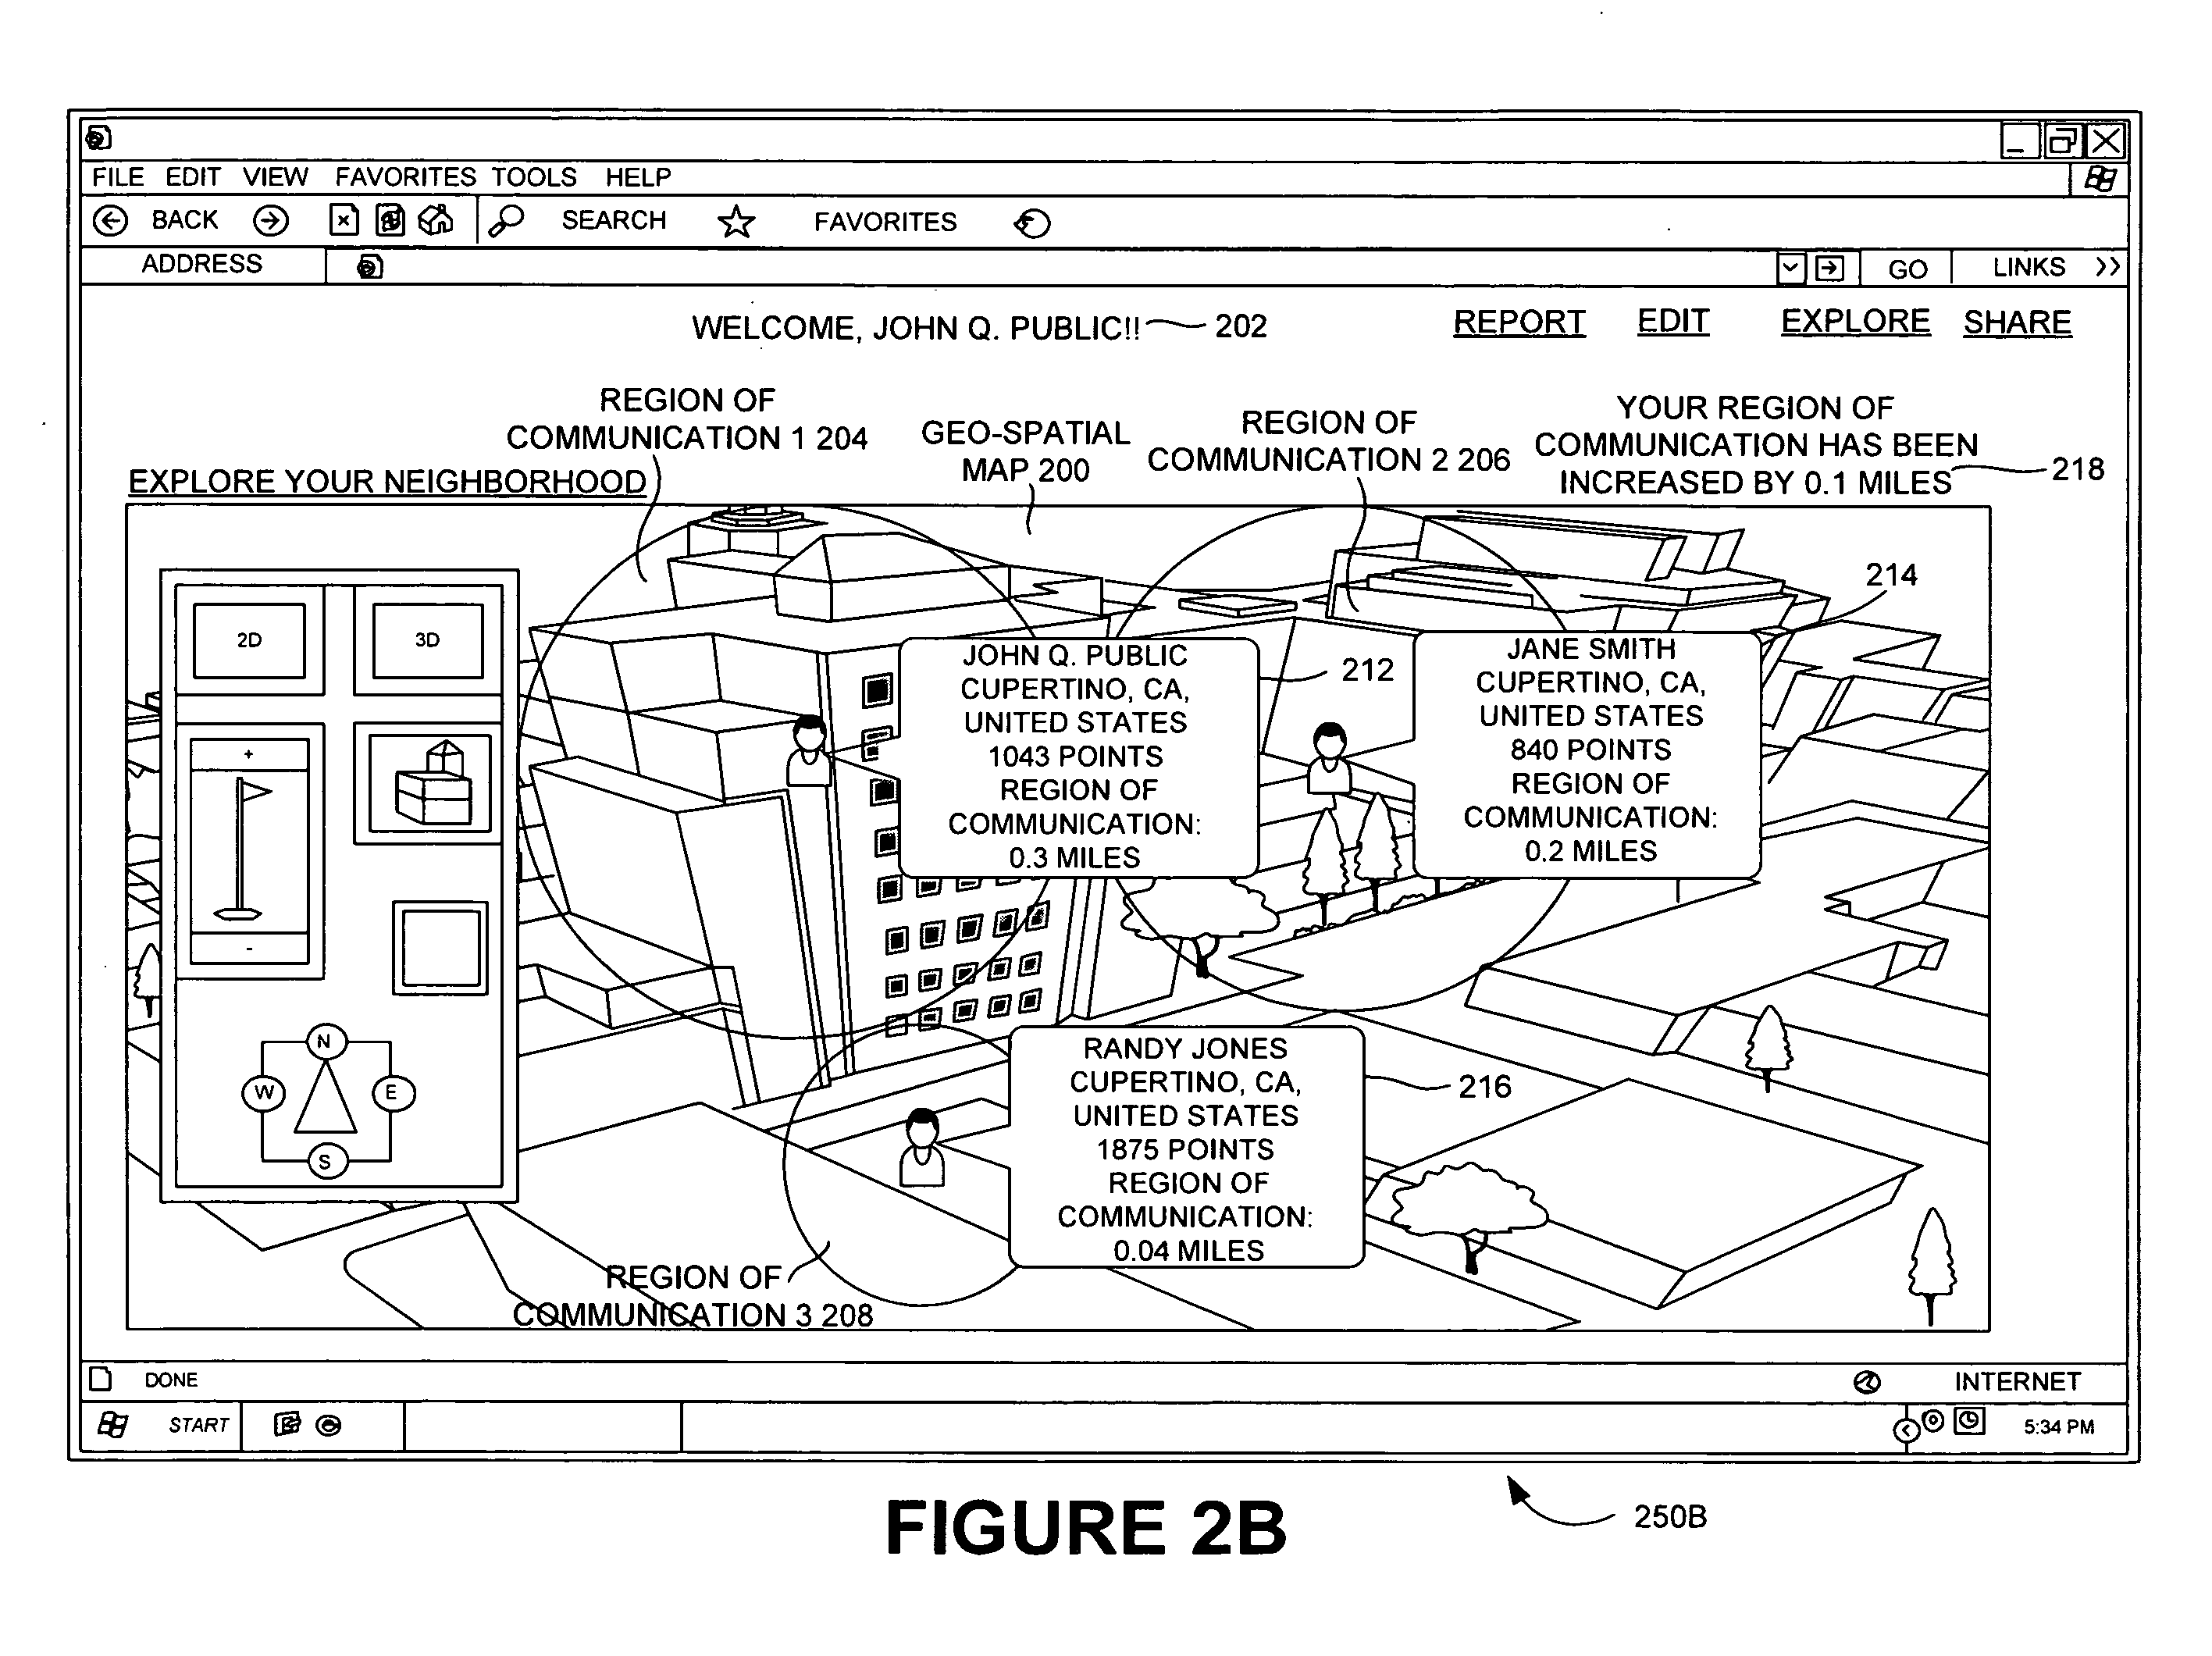 FILE EDIT VIEW FAVORITES TOOLS HELP
BACK SEARCH FAVORITES
ADDRESS GO LINKS >>
WELCOME, JOHN Q. PUBLIC!! 202
REPORT EDIT EXPLORE SHARE
REGION OF
COMMUNICATION 1 204
GEO-SPATIAL
MAP 200
REGION OF
COMMUNICATION 2 206
YOUR REGION OF
COMMUNICATION HAS BEEN
INCREASED BY 0.1 MILES
218
EXPLORE YOUR NEIGHBORHOOD
2D
3D
+
-
N
W
E
S
JOHN Q. PUBLIC
CUPERTINO, CA,
UNITED STATES
1043 POINTS
REGION OF
COMMUNICATION:
0.3 MILES
212
JANE SMITH
CUPERTINO, CA,
UNITED STATES
840 POINTS
REGION OF
COMMUNICATION:
0.2 MILES
214
RANDY JONES
CUPERTINO, CA,
UNITED STATES
1875 POINTS
REGION OF
COMMUNICATION:
0.04 MILES
216
REGION OF
COMMUNICATION 3 208
DONE INTERNET
START 5:34 PM
250B
FIGURE 2B